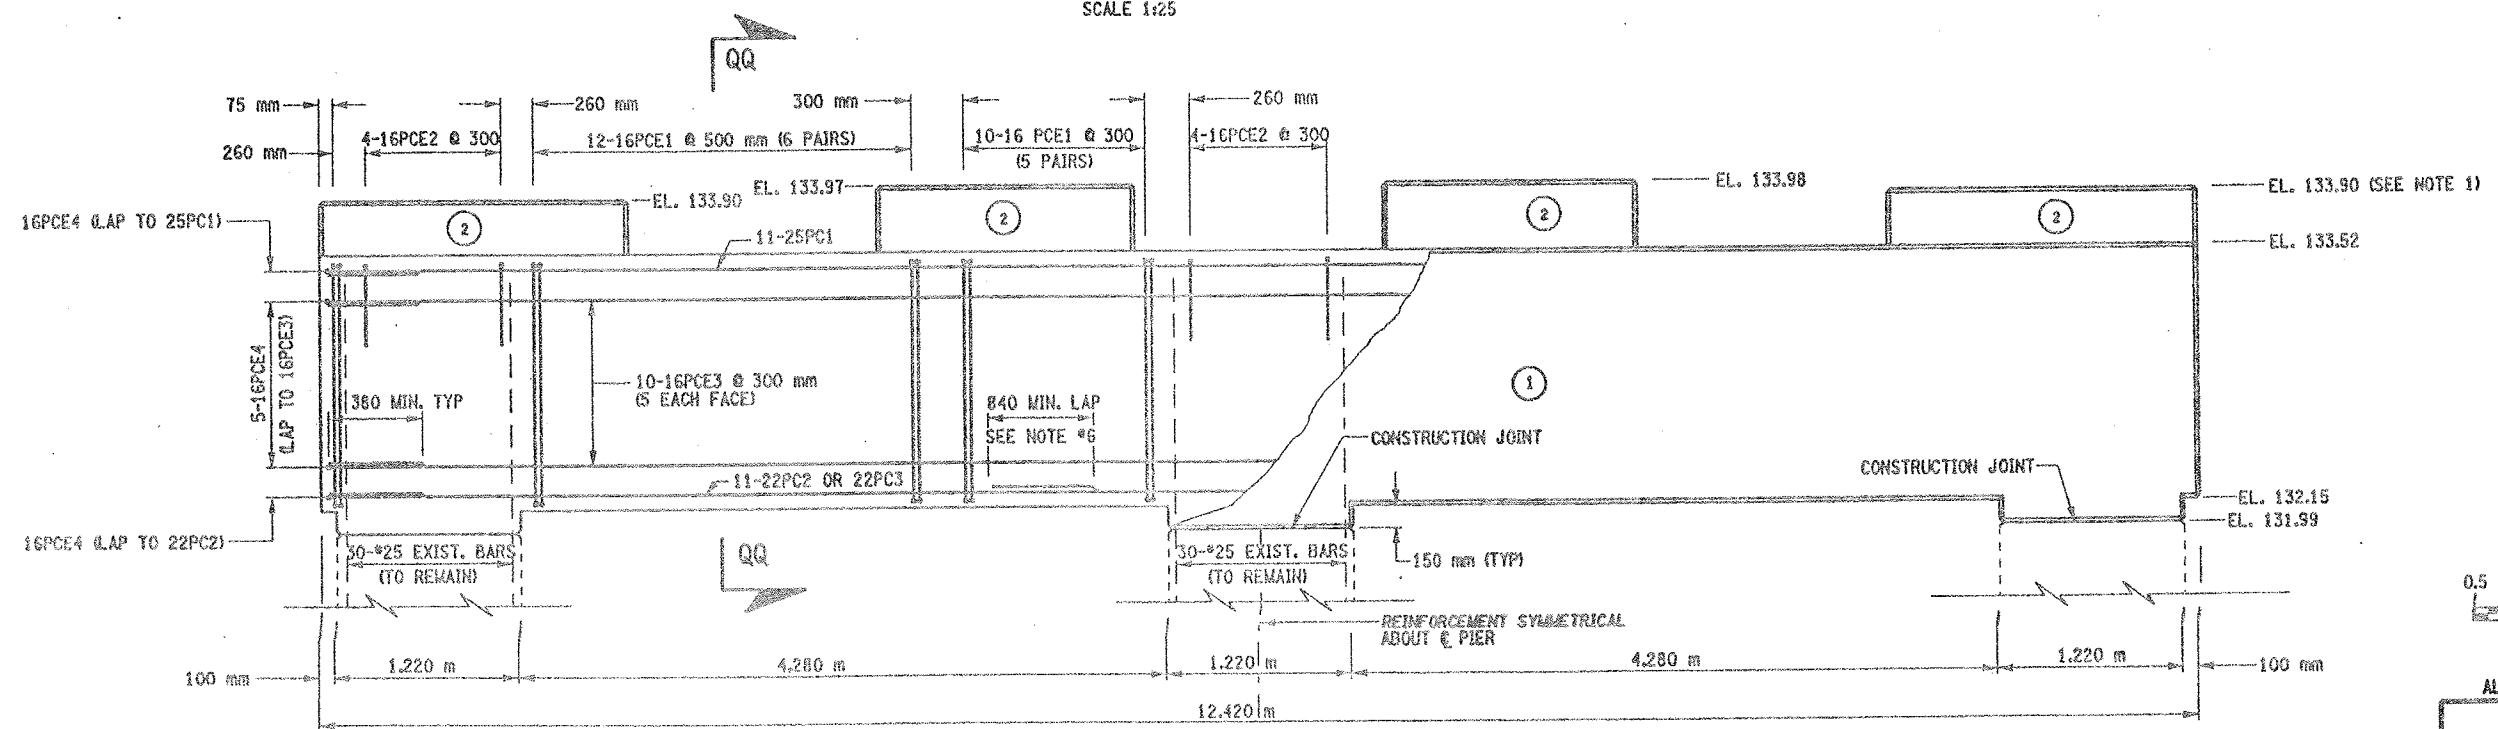 SCALE 1:25
QQ
75 mm
260 mm
300 mm
260 mm
4-16PCE2 @ 300
12-16PCE1 @ 500 mm (6 PAIRS)
10-16 PCE1 @ 300
(5 PAIRS)
4-16PCE2 @ 300
260 mm
EL. 133.90
EL. 133.97
EL. 133.98
EL. 133.90 (SEE NOTE 1)
16PCE4 (LAP TO 25PC1)
2
2
2
2
11-25PC1
EL. 133.52
5-16PCE4
(LAP TO 16PCE3)
380 MIN. TYP
10-16PCE3 @ 300 mm
(5 EACH FACE)
840 MIN. LAP
SEE NOTE #6
1
CONSTRUCTION JOINT
CONSTRUCTION JOINT
11-22PC2 OR 22PC3
EL. 132.15
EL. 131.99
16PCE4 (LAP TO 22PC2)
30-#25 EXIST. BARS
(TO REMAIN)
QQ
30-#25 EXIST. BARS
(TO REMAIN)
150 mm (TYP)
0.5
REINFORCEMENT SYMMETRICAL
ABOUT ℄ PIER
100 mm
1.220 m
4.280 m
1.220 m
4.280 m
1.220 m
100 mm
12.420 m